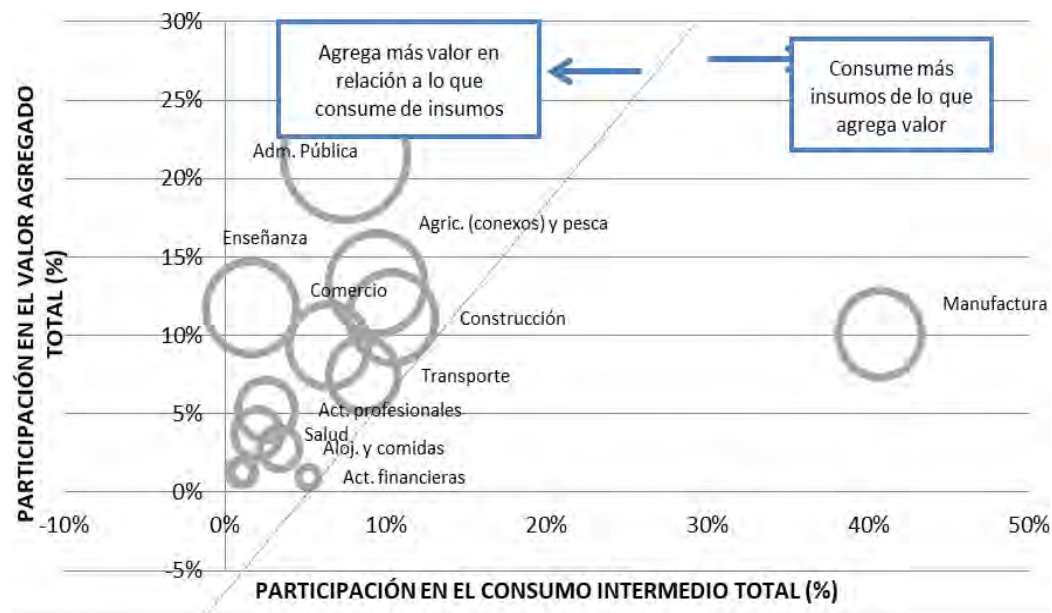 30%
25%
20%
15%
10%
5%
0%
-5%
-10%
0%
10%
20%
30%
40%
50%
PARTICIPACIÓN EN EL VALOR AGREGADO
TOTAL (%)
PARTICIPACIÓN EN EL CONSUMO INTERMEDIO TOTAL (%)
Agrega más valor en
relación a lo que
consume de insumos
Consume más
insumos de lo que
agrega valor
Adm. Pública
Agric. (conexos) y pesca
Enseñanza
Comercio
Manufactura
Construcción
Transporte
Act. profesionales
Salud
Aloj. y comidas
Act. financieras